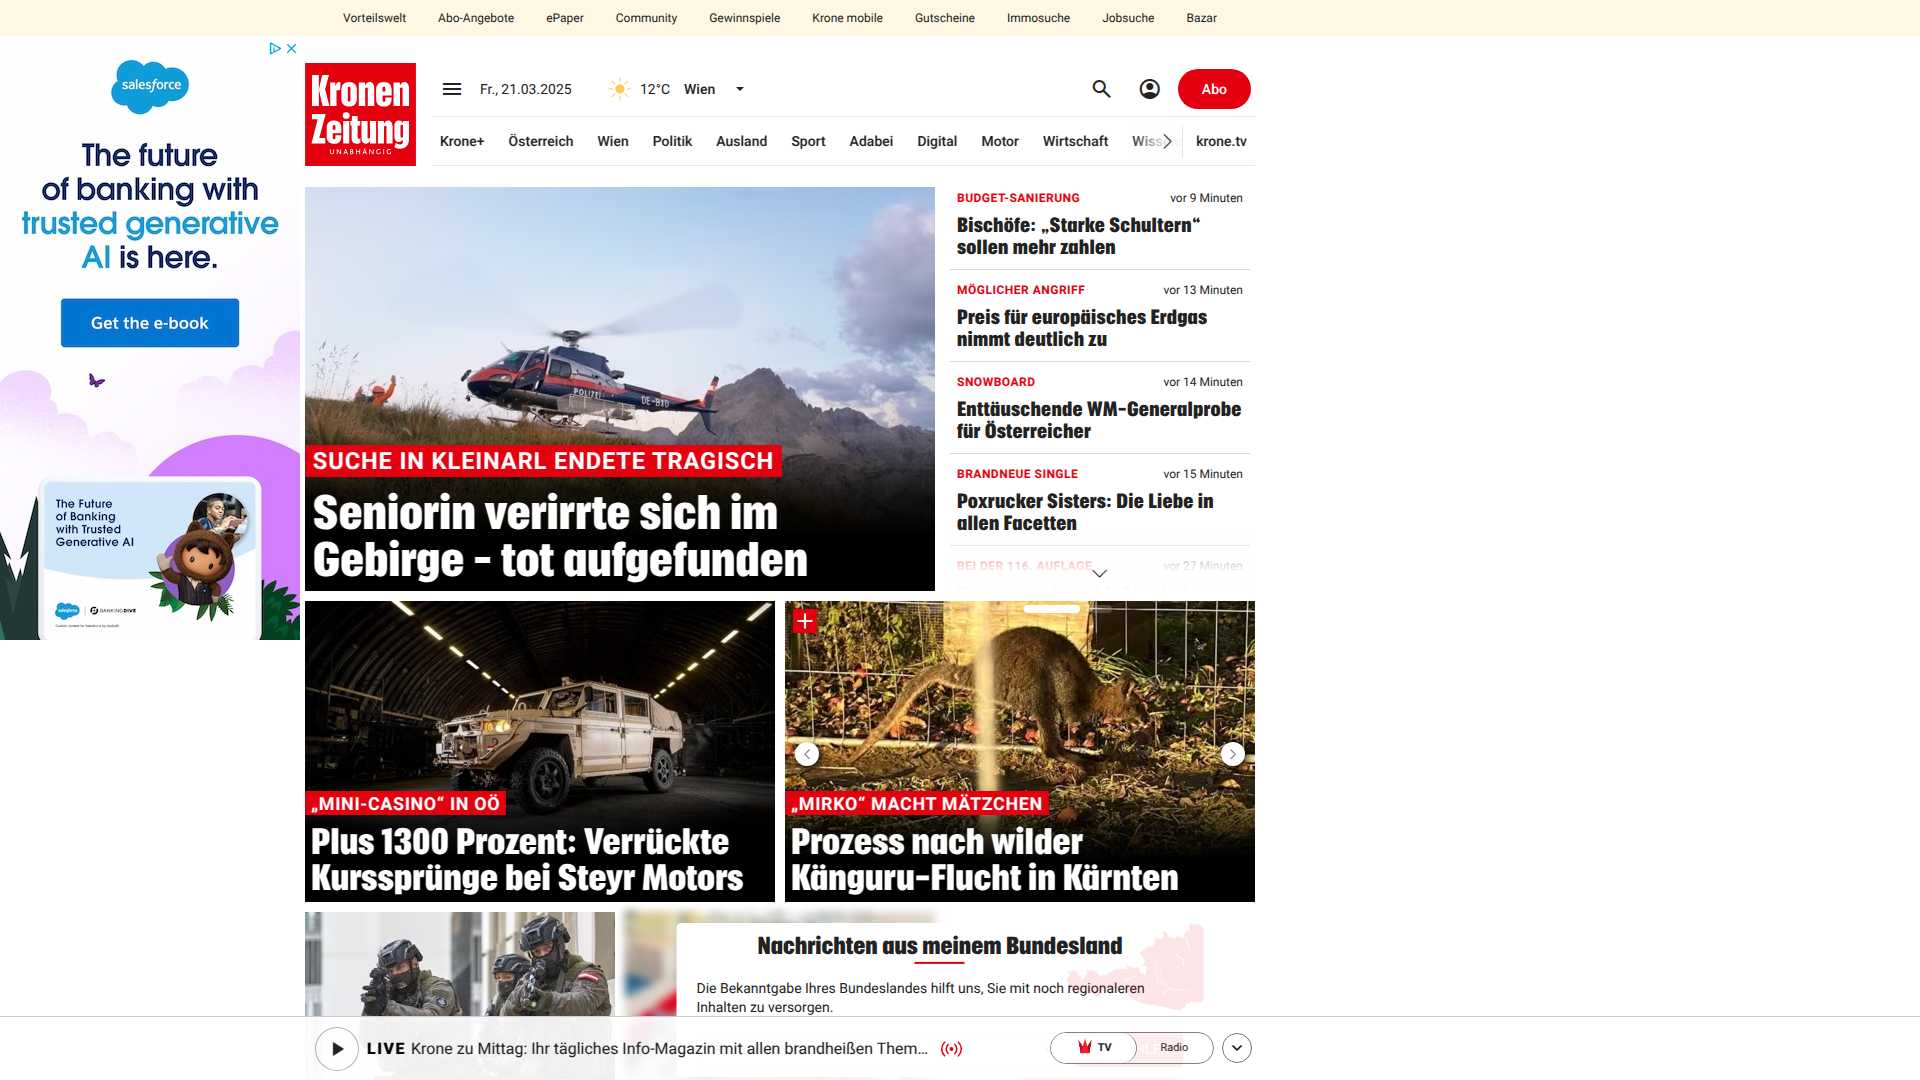 Vorteilswelt Abo-Angebote ePaper Community Gewinnspiele Krone mobile Gutscheine Immosuche Jobsuche Bazar
salesforce
The future
of banking with
trusted generative
AI is here.
Get the e-book
The Future
of Banking
with Trusted
Generative AI
salesforce BANKINGDIVE
Kronen
Zeitung
UNABHÄNGIG
Fr., 21.03.2025 12°C Wien
Abo
Krone+ Österreich Wien Politik Ausland Sport Adabei Digital Motor Wirtschaft Wiss krone.tv
POLIZEI OE-BXD
SUCHE IN KLEINARL ENDETE TRAGISCH
Seniorin verirrte sich im
Gebirge – tot aufgefunden
BUDGET-SANIERUNG vor 9 Minuten
Bischöfe: „Starke Schultern“
sollen mehr zahlen
MÖGLICHER ANGRIFF vor 13 Minuten
Preis für europäisches Erdgas
nimmt deutlich zu
SNOWBOARD vor 14 Minuten
Enttäuschende WM-Generalprobe
für Österreicher
BRANDNEUE SINGLE vor 15 Minuten
Poxrucker Sisters: Die Liebe in
allen Facetten
BEI DER 116. AUFLAGE vor 27 Minuten
„MINI-CASINO“ IN OÖ
Plus 1300 Prozent: Verrückte
Kurssprünge bei Steyr Motors
„MIRKO“ MACHT MÄTZCHEN
Prozess nach wilder
Känguru-Flucht in Kärnten
Nachrichten aus meinem Bundesland
Die Bekanntgabe Ihres Bundeslandes hilft uns, Sie mit noch regionaleren
Inhalten zu versorgen.
LIVE Krone zu Mittag: Ihr tägliches Info-Magazin mit allen brandheißen Them...
TV Radio